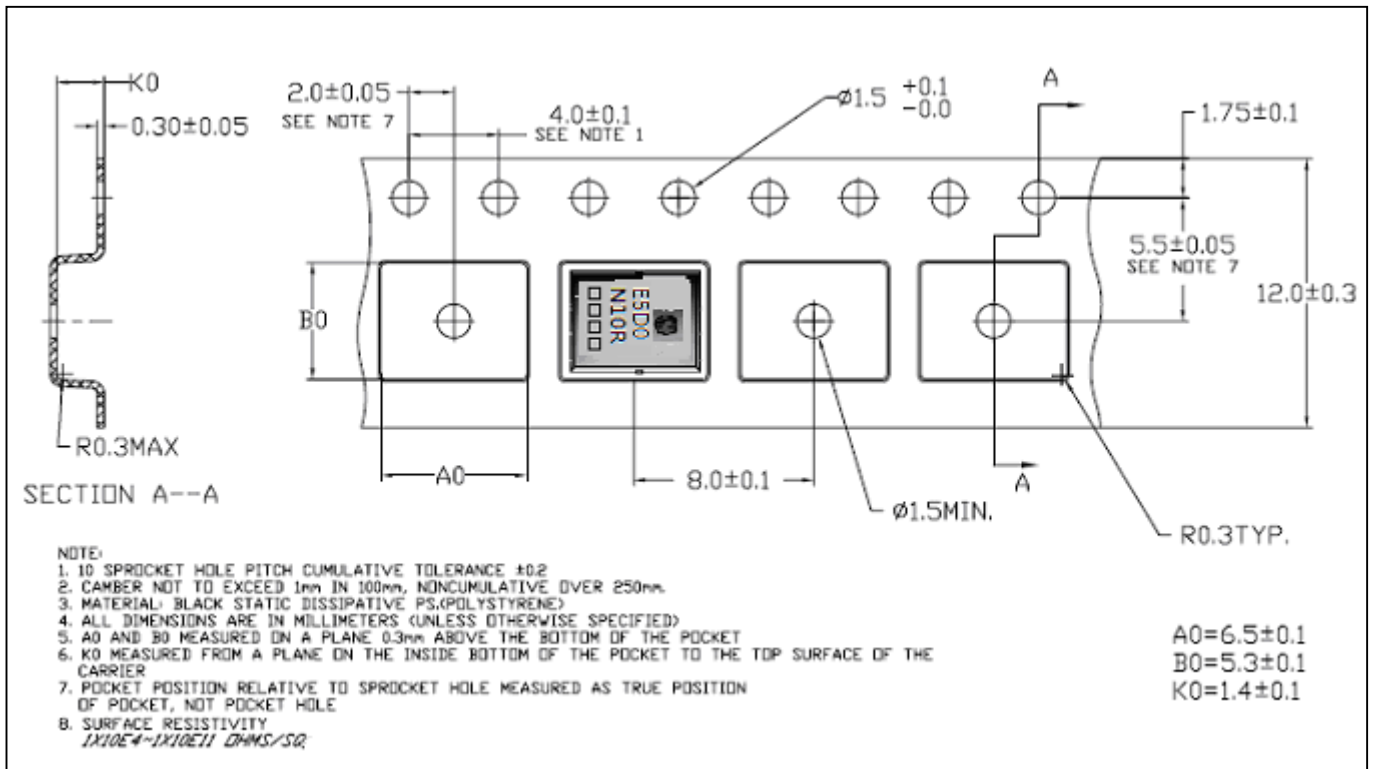 K0
0.30±0.05
2.0±0.05
SEE NOTE 7
4.0±0.1
SEE NOTE 1
Ø1.5 +0.1
-0.0
A
1.75±0.1
5.5±0.05
SEE NOTE 7
12.0±0.3
B0
E5D0
N10R
R0.3MAX
A0
8.0±0.1
A
Ø1.5MIN.
R0.3TYP.
SECTION A--A
NOTE:
1. 10 SPROCKET HOLE PITCH CUMULATIVE TOLERANCE ±0.2
2. CAMBER NOT TO EXCEED 1mm IN 100mm, NONCUMULATIVE OVER 250mm.
3. MATERIAL: BLACK STATIC DISSIPATIVE PS.(POLYSTYRENE)
4. ALL DIMENSIONS ARE IN MILLIMETERS (UNLESS OTHERWISE SPECIFIED)
5. A0 AND B0 MEASURED ON A PLANE 0.3mm ABOVE THE BOTTOM OF THE POCKET
6. K0 MEASURED FROM A PLANE ON THE INSIDE BOTTOM OF THE POCKET TO THE TOP SURFACE OF THE
CARRIER
7. POCKET POSITION RELATIVE TO SPROCKET HOLE MEASURED AS TRUE POSITION
OF POCKET, NOT POCKET HOLE
8. SURFACE RESISTIVITY
1X10E4~1X10E11 OHMS/SQ.
A0=6.5±0.1
B0=5.3±0.1
K0=1.4±0.1